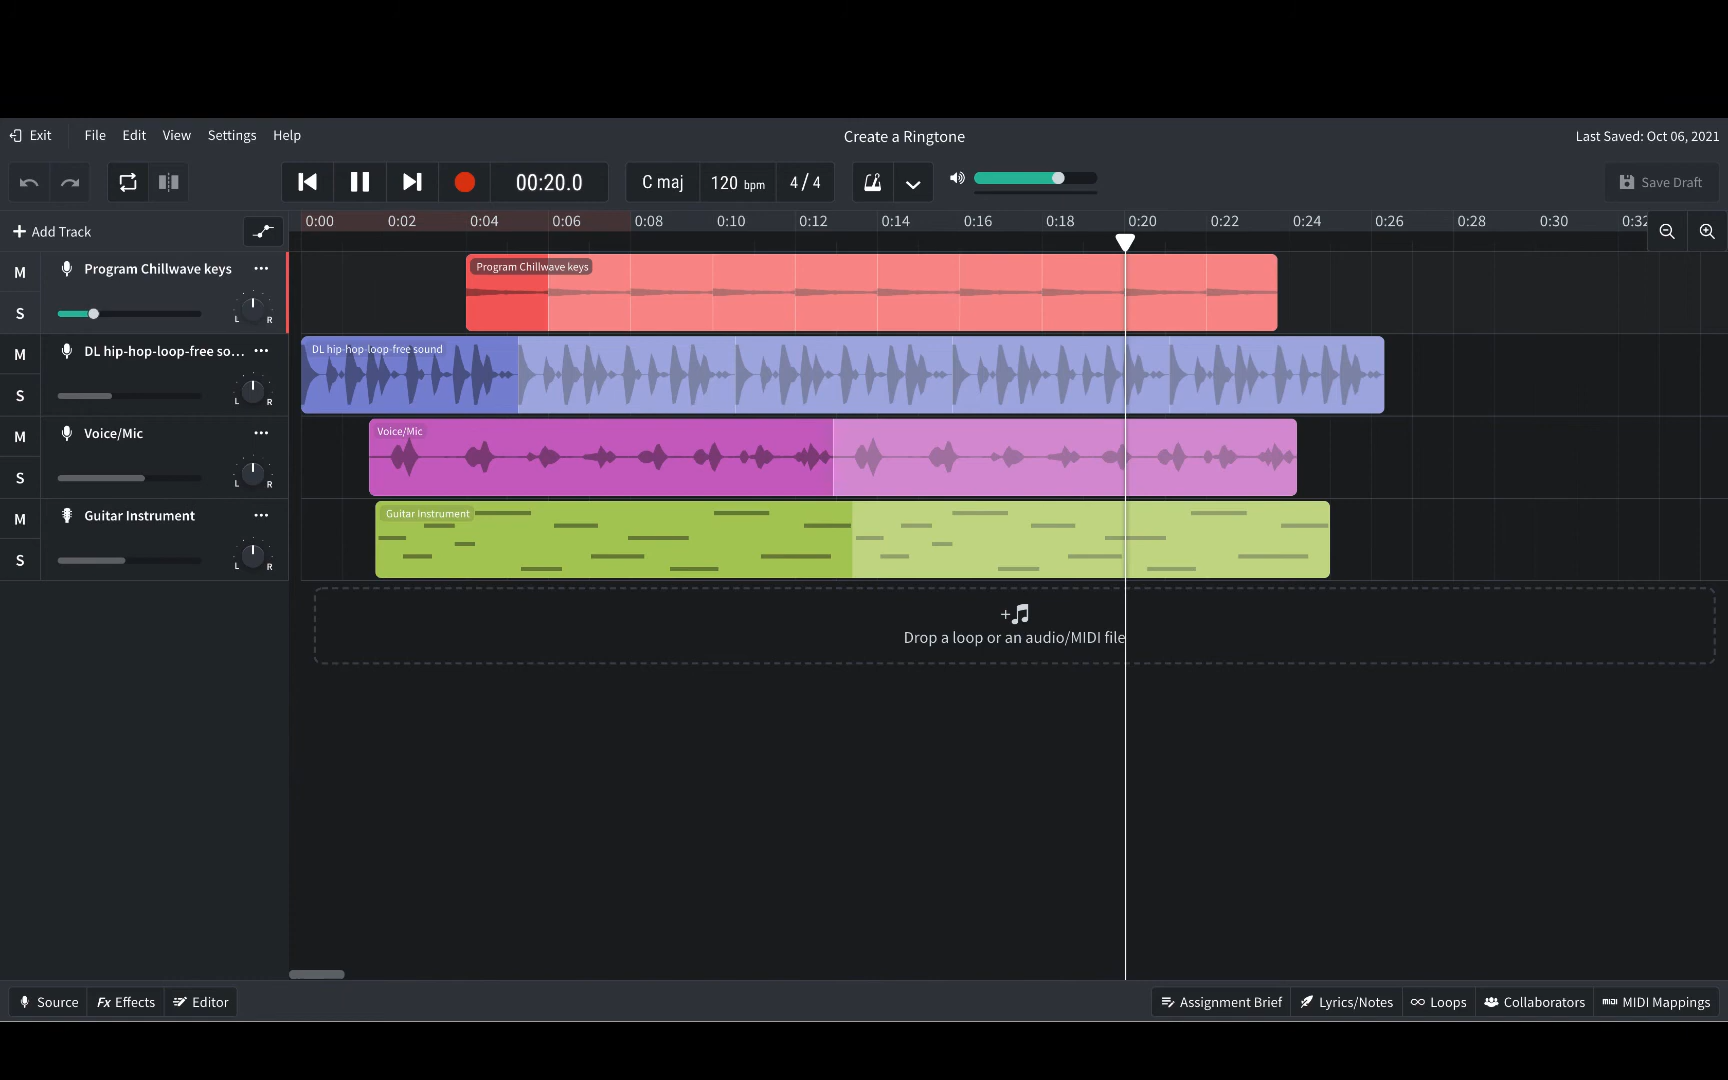 Exit File Edit View Settings Help Create a Ringtone Last Saved: Oct 06, 2021
00:20.0 C maj 120 bpm 4/4 Save Draft
+ Add Track 0:00 0:02 0:04 0:06 0:08 0:10 0:12 0:14 0:16 0:18 0:20 0:22 0:24 0:26 0:28 0:30 0:32
M Program Chillwave keys ••• Program Chillwave keys
S L R
M DL hip-hop-loop-free so... ••• DL hip-hop-loop-free sound
S L R
M Voice/Mic ••• Voice/Mic
S L R
M Guitar Instrument ••• Guitar Instrument
S L R
Drop a loop or an audio/MIDI file
Source Fx Effects Editor Assignment Brief Lyrics/Notes Loops Collaborators MIDI MIDI Mappings